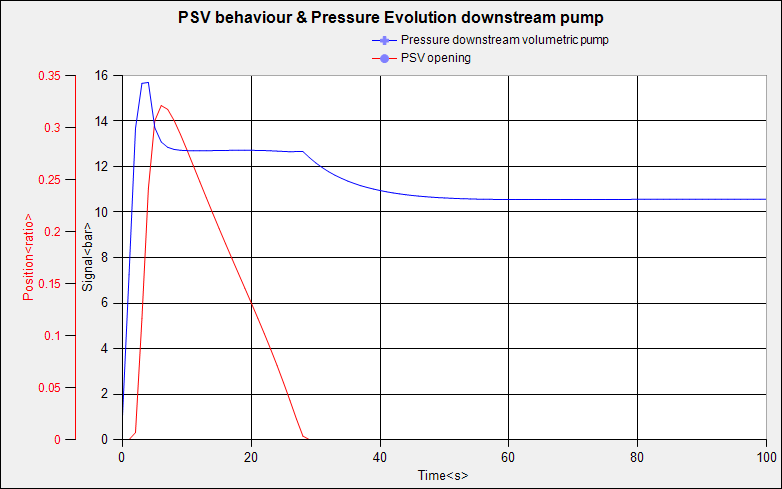 PSV behaviour & Pressure Evolution downstream pump
Pressure downstream volumetric pump
PSV opening
0.35
0.3
0.25
0.2
0.15
0.1
0.05
0
Position<ratio>
16
14
12
10
8
6
4
2
0
Signal<bar>
0 20 40 60 80 100
Time<s>